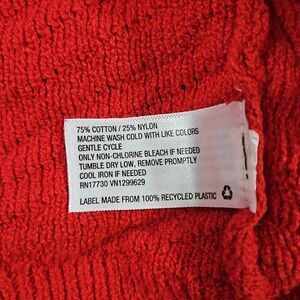 75% COTTON / 25% NYLON
MACHINE WASH COLD WITH LIKE COLORS
GENTLE CYCLE
ONLY NON-CHLORINE BLEACH IF NEEDED
TUMBLE DRY LOW, REMOVE PROMPTLY
COOL IRON IF NEEDED
RN17730 VN1299629
LABEL MADE FROM 100% RECYCLED PLASTIC